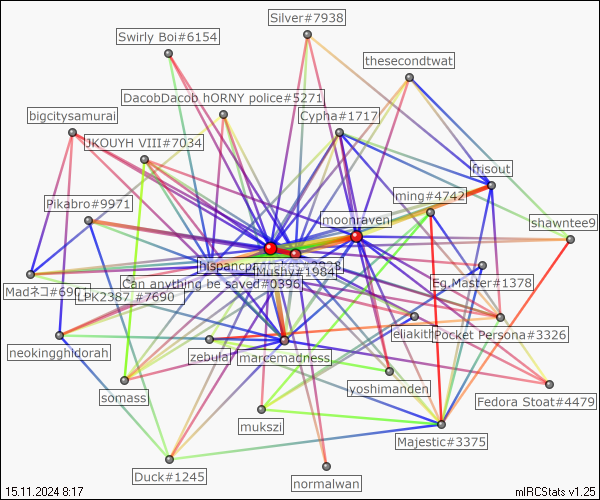 Silver#7938
Swirly Boi#6154
thesecondtwat
DacobDacob hORNY police#5271
bigcitysamurai
Cypha#1717
JKOUYH VIII#7034
frisout
ming#4742
Pikabro#9971
moonraven
shawntee9
hispancp
Mushy#1984
Madネコ#690
Can anything be saved#0396
Eg.Master#1378
LPK2387 #7690
eliakith
Pocket Persona#3326
neokingghidorah
zebulaj
marcemadness
somass
yoshimanden
Fedora Stoat#4479
mukszi
Majestic#3375
Duck#1245
normalwan
15.11.2024 8:17
mIRCStats v1.25